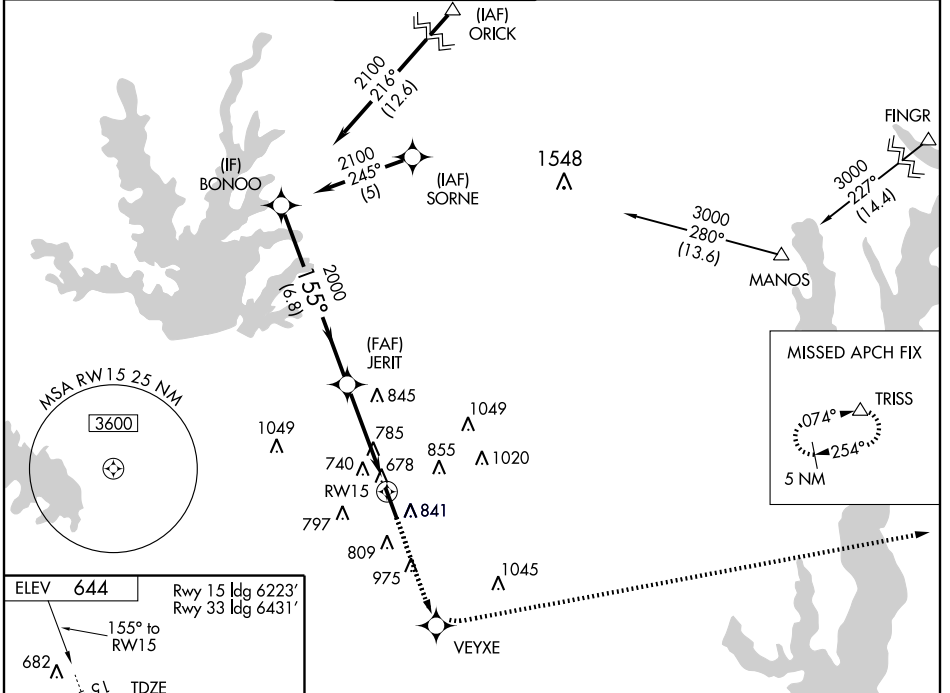 (IAF)
ORICK
2100
216°
(12.6)
FINGR
3000
227°
(14.4)
(IF)
BONOO
2100
245°
(5)
(IAF)
SORNE
1548
3000
280°
(13.6)
MANOS
2000
155°
(6.8)
(FAF)
JERIT
MISSED APCH FIX
TRISS
074°
254°
5 NM
MSA RW15 25 NM
3600
845
1049
1049
785
855
1020
740
678
RW15
797
841
809
975
1045
VEYXE
ELEV 644
Rwy 15 ldg 6223'
Rwy 33 ldg 6431'
155° to
RW15
682
15
TDZE